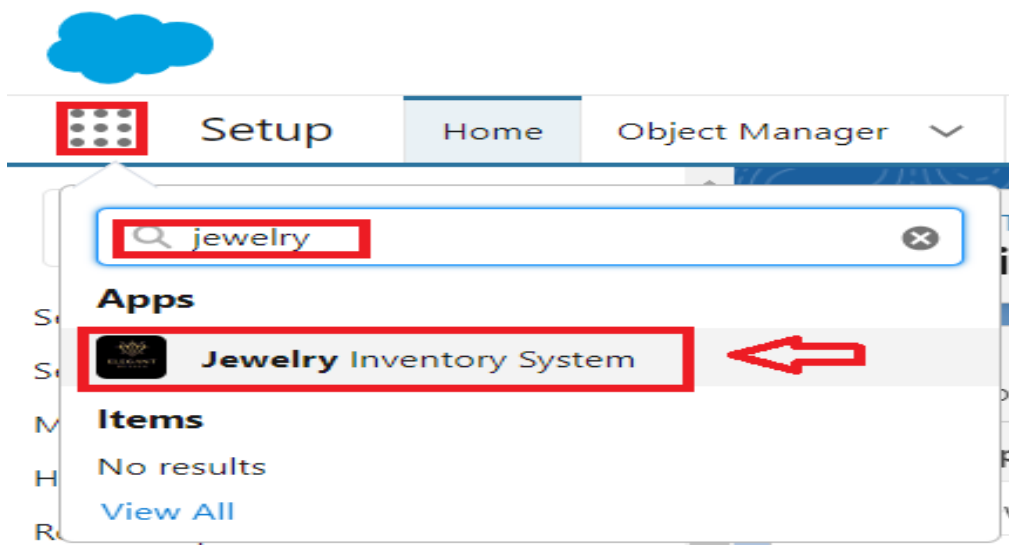 Setup Home Object Manager
jewelry
Apps
Jewelry Inventory System
Items
No results
View All